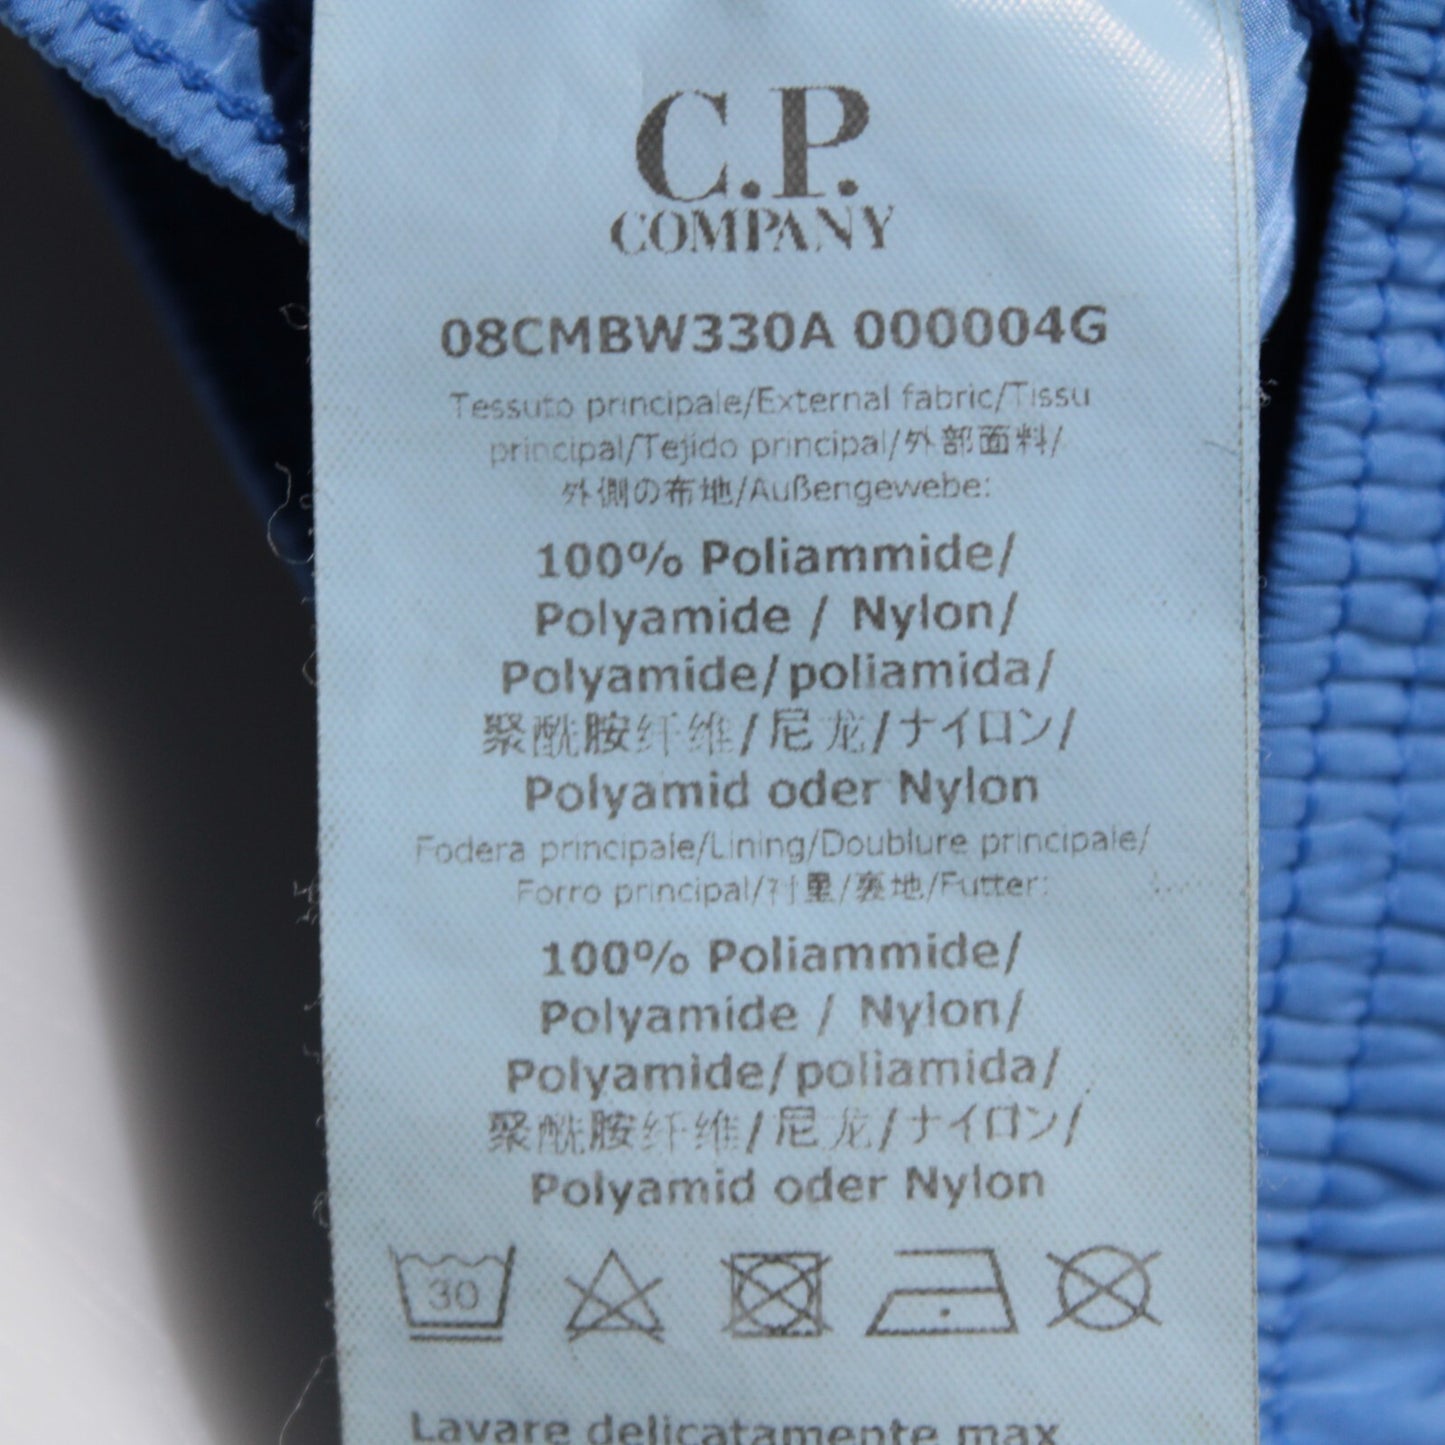 C.P.
COMPANY
08CMBW330A 000004G
Tessuto principale/External fabric/Tissu
principal/Tejido principal/外部面料/
外側の布地/Außengewebe:
100% Poliammide/
Polyamide / Nylon/
Polyamide/poliamida/
聚酰胺纤维/尼龙/ナイロン/
Polyamid oder Nylon
Fodera principale/Lining/Doublure principale/
Forro principal/衬里/裏地/Futter:
100% Poliammide/
Polyamide / Nylon/
Polyamide/poliamida/
聚酰胺纤维/尼龙/ナイロン/
Polyamid oder Nylon
30
Lavare delicatamente max